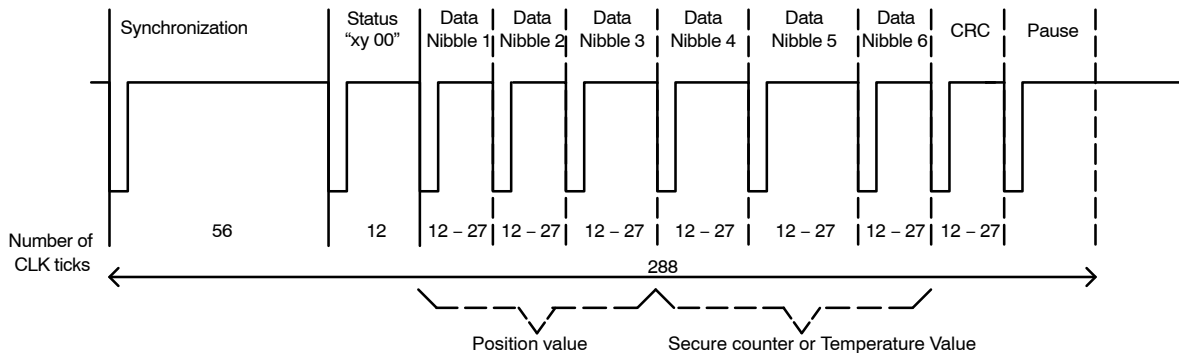 Synchronization
Status
“xy 00”
Data
Nibble 1
Data
Nibble 2
Data
Nibble 3
Data
Nibble 4
Data
Nibble 5
Data
Nibble 6
CRC
Pause
Number of
CLK ticks
56
12
12 − 27
12 − 27
12 − 27
12 − 27
12 − 27
12 − 27
12 − 27
288
Position value
Secure counter or Temperature Value